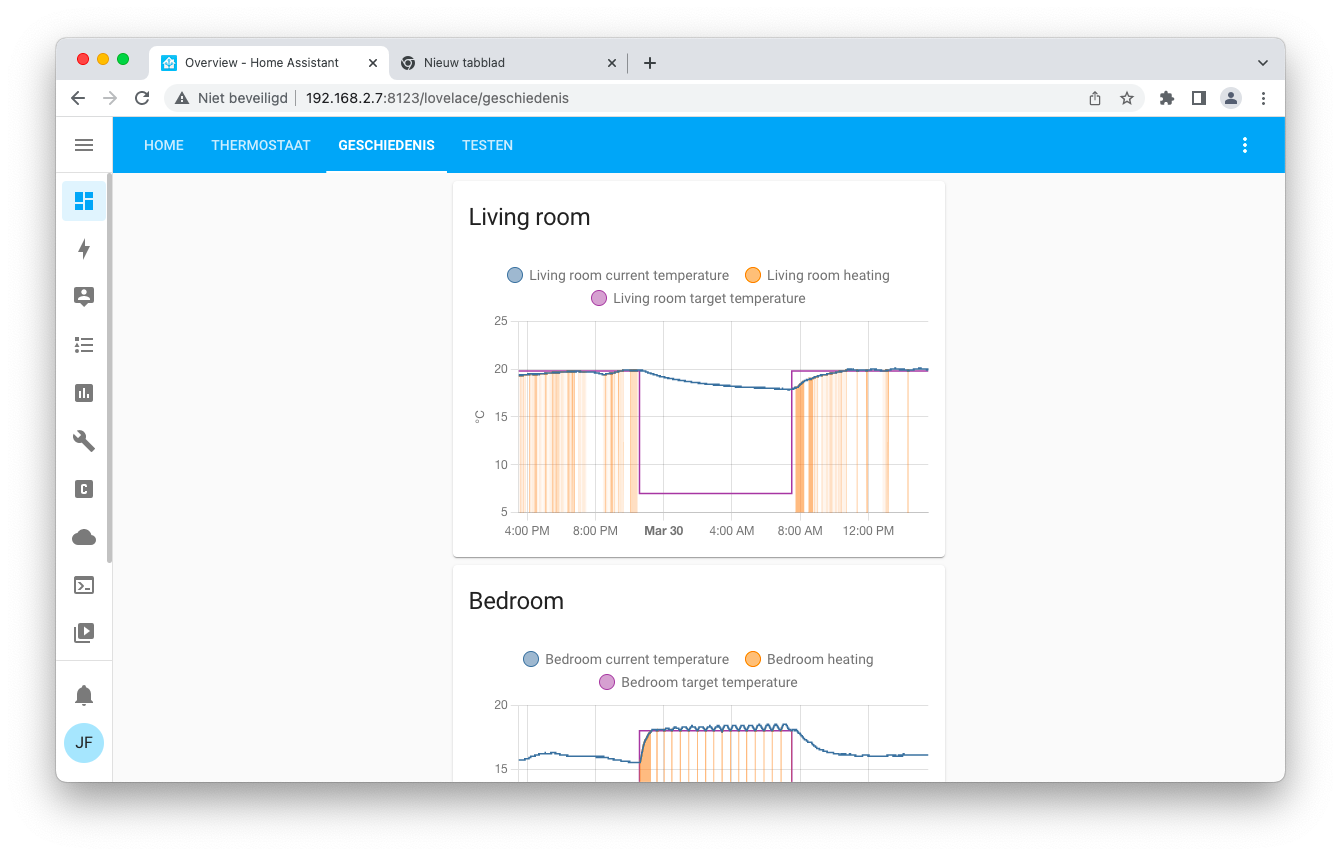 Overview - Home Assistant
Nieuw tabblad
Niet beveiligd
192.168.2.7:8123/lovelace/geschiedenis
HOME THERMOSTAAT GESCHIEDENIS TESTEN
Living room
Living room current temperature Living room heating
Living room target temperature
25
20
15
10
5
°C
4:00 PM 8:00 PM Mar 30 4:00 AM 8:00 AM 12:00 PM
Bedroom
Bedroom current temperature Bedroom heating
Bedroom target temperature
20
15
C
JF